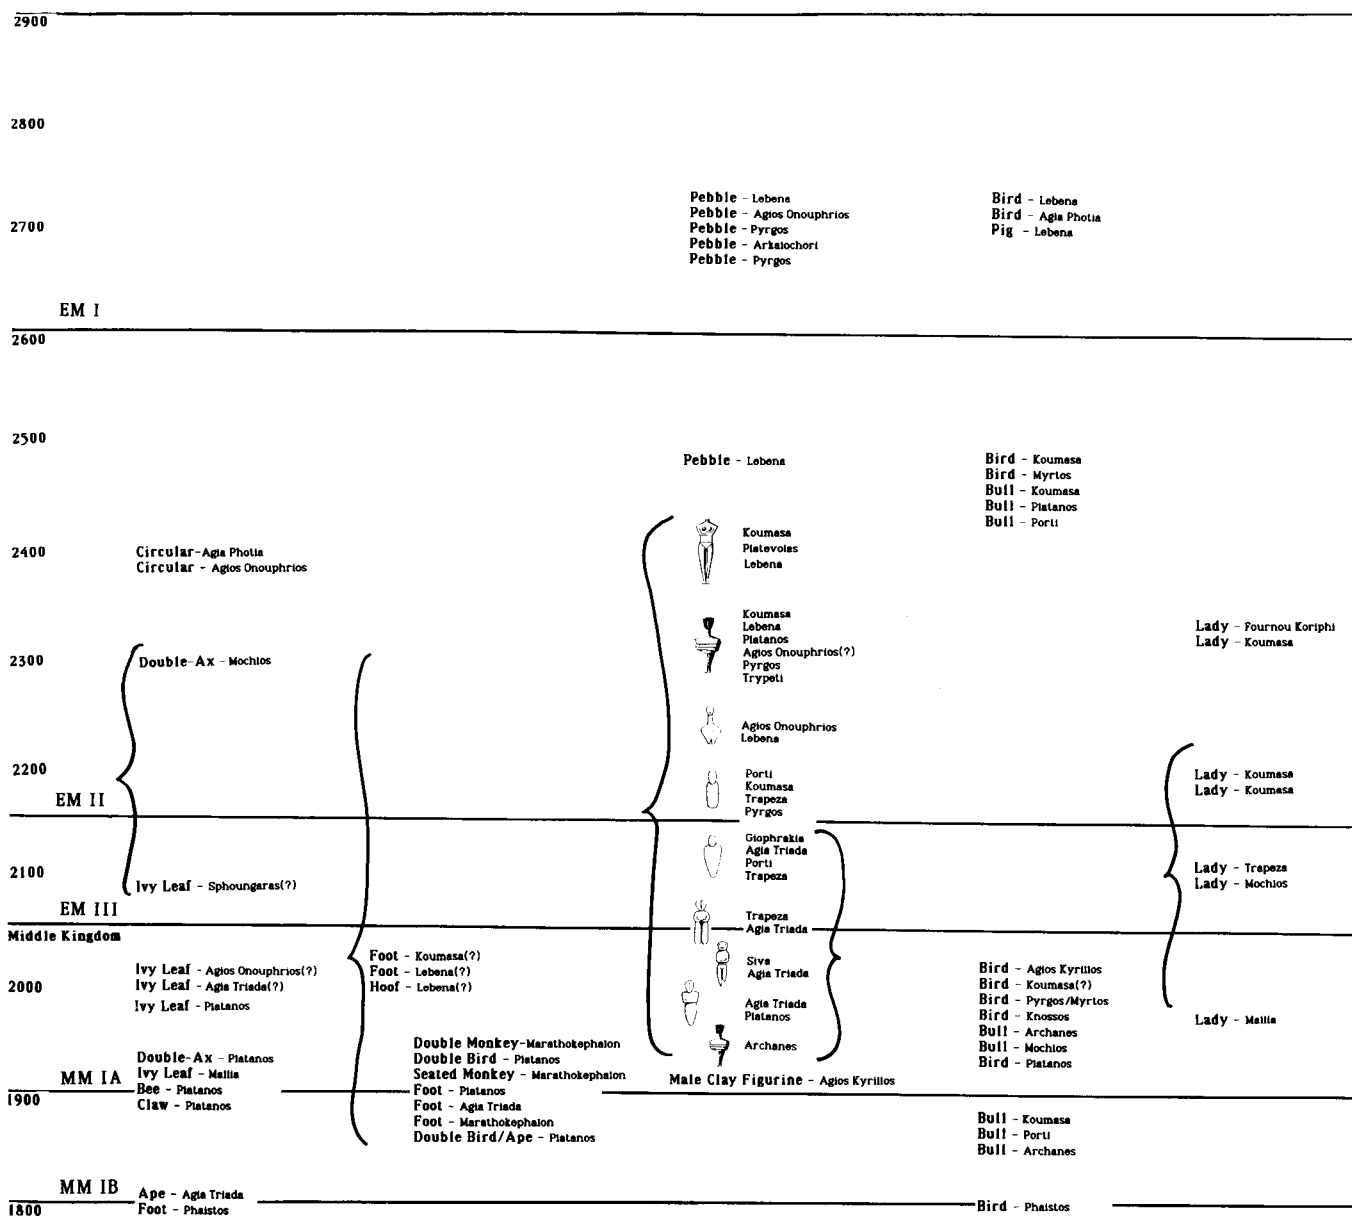 2900
2800
Pebble - Lebena
Pebble - Agios Onouphrios
Pebble - Pyrgos
Pebble - Arkalochori
Pebble - Pyrgos
Bird - Lebena
Bird - Agia Photia
Pig - Lebena
2700
EM I
2600
2500
Pebble - Lebena
Bird - Koumasa
Bird - Myrtos
Bull - Koumasa
Bull - Platanos
Bull - Porti
2400
Circular-Agia Photia
Circular - Agios Onouphrios
Koumasa
Platevolas
Lebena
Koumasa
Lebena
Platanos
Agios Onouphrios(?)
Pyrgos
Trypeti
Lady - Fournou Koriphi
Lady - Koumasa
2300
Double-Ax - Mochlos
Agios Onouphrios
Lebena
2200
Porti
Koumasa
Trapeza
Pyrgos
Lady - Koumasa
Lady - Koumasa
EM II
Giophrakia
Agia Triada
Porti
Trapeza
2100
Ivy Leaf - Sphoungaras(?)
Lady - Trapeza
Lady - Mochlos
EM III
Trapeza
Agia Triada
Middle Kingdom
2000
Ivy Leaf - Agios Onouphrios(?)
Ivy Leaf - Agia Triada(?)
Ivy Leaf - Platanos
Foot - Koumasa(?)
Foot - Lebena(?)
Hoof - Lebena(?)
Siva
Agia Triada
Agia Triada
Platanos
Archanes
Bird - Agios Kyrillos
Bird - Koumasa(?)
Bird - Pyrgos/Myrtos
Bird - Knossos
Bull - Archanes
Bull - Mochlos
Bird - Platanos
Lady - Mallia
Double-Ax - Platanos
Ivy Leaf - Mallia
Bee - Platanos
Claw - Platanos
Double Monkey-Marathokephalon
Double Bird - Platanos
Seated Monkey - Marathokephalon
Foot - Platanos
Foot - Agia Triada
Foot - Marathokephalon
Double Bird/Ape - Platanos
Male Clay Figurine - Agios Kyrillos
MM IA
1900
Bull - Koumasa
Bull - Porti
Bull - Archanes
MM IB
Ape - Agia Triada
Foot - Phaistos
Bird - Phaistos
1800